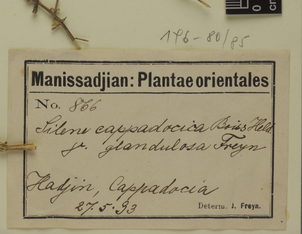 196-80/85
Manissadjian: Plantae orientales
No. 866
Silene cappadocica Boiss Held
γ. glandulosa Freyn
Hadjin, Cappadocia
27.5.93 Determ. J. Freyn.